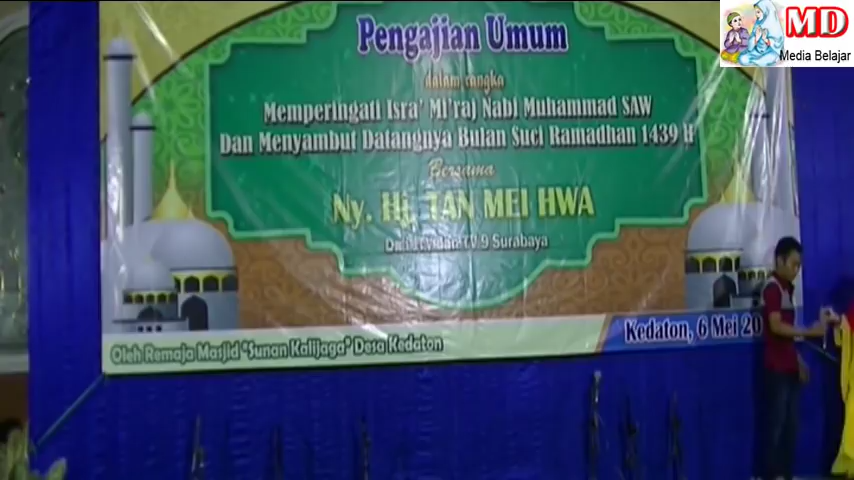 MD
Media Belajar
Pengajian Umum
dalam rangka
Memperingati Isra' Mi'raj Nabi Muhammad SAW
Dan Menyambut Datangnya Bulan Suci Ramadhan 1439 H
Bersama
Ny. Hj. TAN MEI HWA
Surabaya
Oleh Remaja Masjid "Sunan Kalijaga" Desa Kedaton
Kedaton, 6 Mei 20